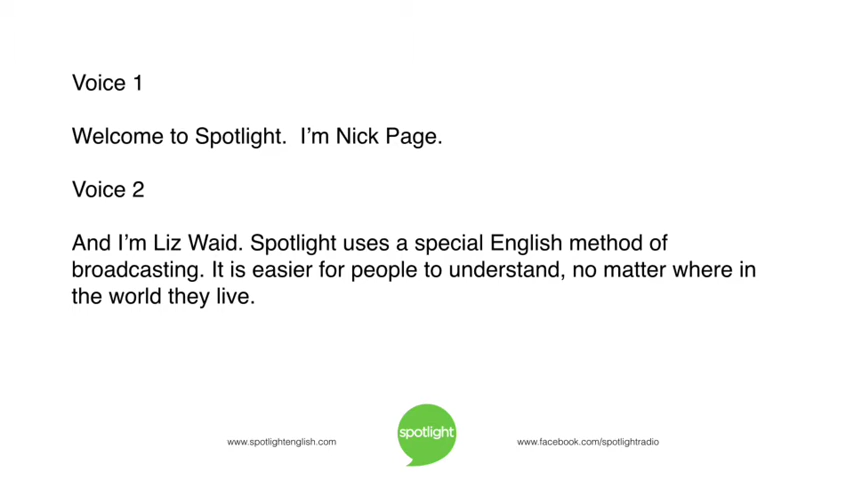 Voice 1
Welcome to Spotlight.  I'm Nick Page.
Voice 2
And I'm Liz Waid. Spotlight uses a special English method of
broadcasting. It is easier for people to understand, no matter where in
the world they live.
spotlight
www.spotlightenglish.com
www.facebook.com/spotlightradio